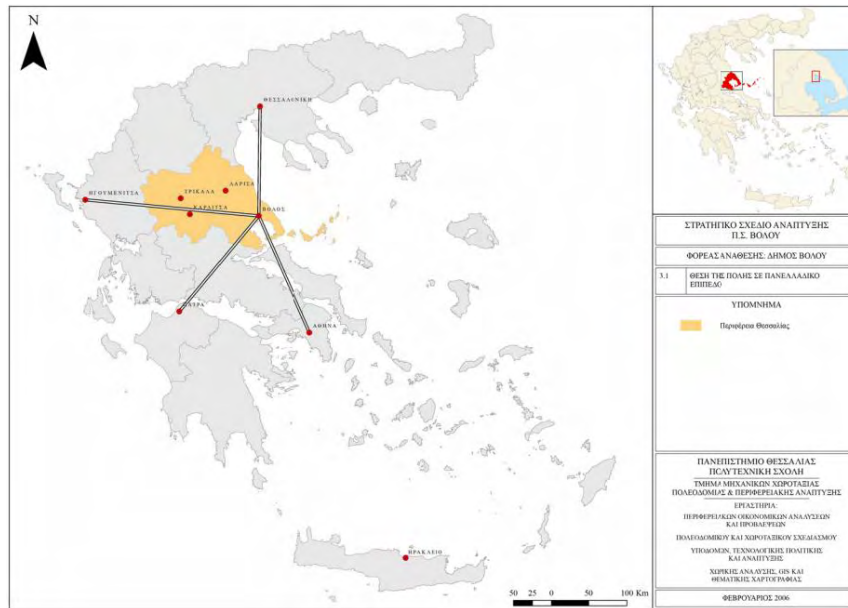 N
ΘΕΣΣΑΛΟΝΙΚΗ
ΗΓΟΥΜΕΝΙΤΣΑ
ΤΡΙΚΑΛΑ
ΛΑΡΙΣΑ
ΚΑΡΔΙΤΣΑ
ΒΟΛΟΣ
ΠΑΤΡΑ
ΑΘΗΝΑ
ΗΡΑΚΛΕΙΟ
50 25 0 50 100 Km
ΣΤΡΑΤΗΓΙΚΟ ΣΧΕΔΙΟ ΑΝΑΠΤΥΞΗΣ
Π.Σ. ΒΟΛΟΥ
ΦΟΡΕΑΣ ΑΝΑΘΕΣΗΣ: ΔΗΜΟΣ ΒΟΛΟΥ
3.1 ΘΕΣΗ ΤΗΣ ΠΟΛΗΣ ΣΕ ΠΑΝΕΛΛΑΔΙΚΟ
ΕΠΙΠΕΔΟ
ΥΠΟΜΝΗΜΑ
Περιφέρεια Θεσσαλίας
ΠΑΝΕΠΙΣΤΗΜΙΟ ΘΕΣΣΑΛΙΑΣ
ΠΟΛΥΤΕΧΝΙΚΗ ΣΧΟΛΗ
ΤΜΗΜΑ ΜΗΧΑΝΙΚΩΝ ΧΩΡΟΤΑΞΙΑΣ
ΠΟΛΕΟΔΟΜΙΑΣ & ΠΕΡΙΦΕΡΕΙΑΚΗΣ ΑΝΑΠΤΥΞΗΣ
ΕΡΓΑΣΤΗΡΙΑ:
ΠΕΡΙΦΕΡΕΙΑΚΩΝ ΟΙΚΟΝΟΜΙΚΩΝ ΑΝΑΛΥΣΕΩΝ
ΚΑΙ ΠΡΟΒΛΕΨΕΩΝ
ΠΟΛΕΟΔΟΜΙΚΟΥ ΚΑΙ ΧΩΡΟΤΑΞΙΚΟΥ ΣΧΕΔΙΑΣΜΟΥ
ΥΠΟΔΟΜΩΝ, ΤΕΧΝΟΛΟΓΙΚΗΣ ΠΟΛΙΤΙΚΗΣ
ΚΑΙ ΑΝΑΠΤΥΞΗΣ
ΧΩΡΙΚΗΣ ΑΝΑΛΥΣΗΣ, GIS ΚΑΙ
ΘΕΜΑΤΙΚΗΣ ΧΑΡΤΟΓΡΑΦΙΑΣ
ΦΕΒΡΟΥΑΡΙΟΣ 2006